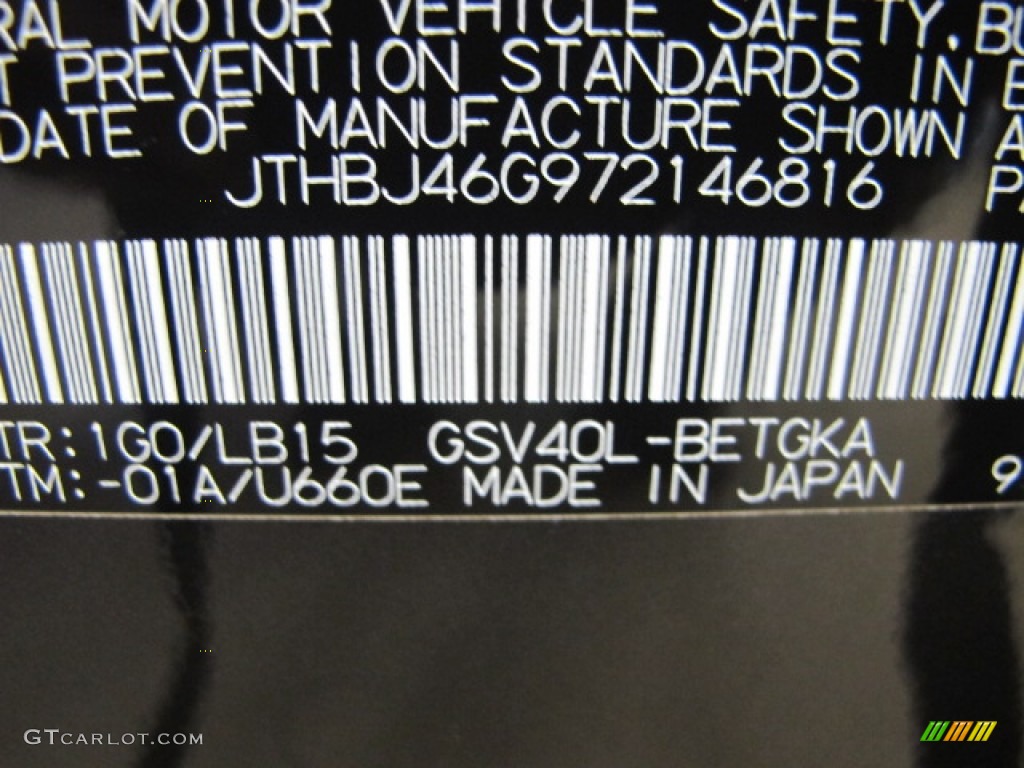 RAL MOTOR VEHICLE SAFETY, BU
T PREVENTION STANDARDS IN E
DATE OF MANUFACTURE SHOWN A
JTHBJ46G972146816 PA
TR:1G0/LB15 GSV40L-BETGKA
TM:-01A/U660E MADE IN JAPAN 9
GTCARLOT.COM